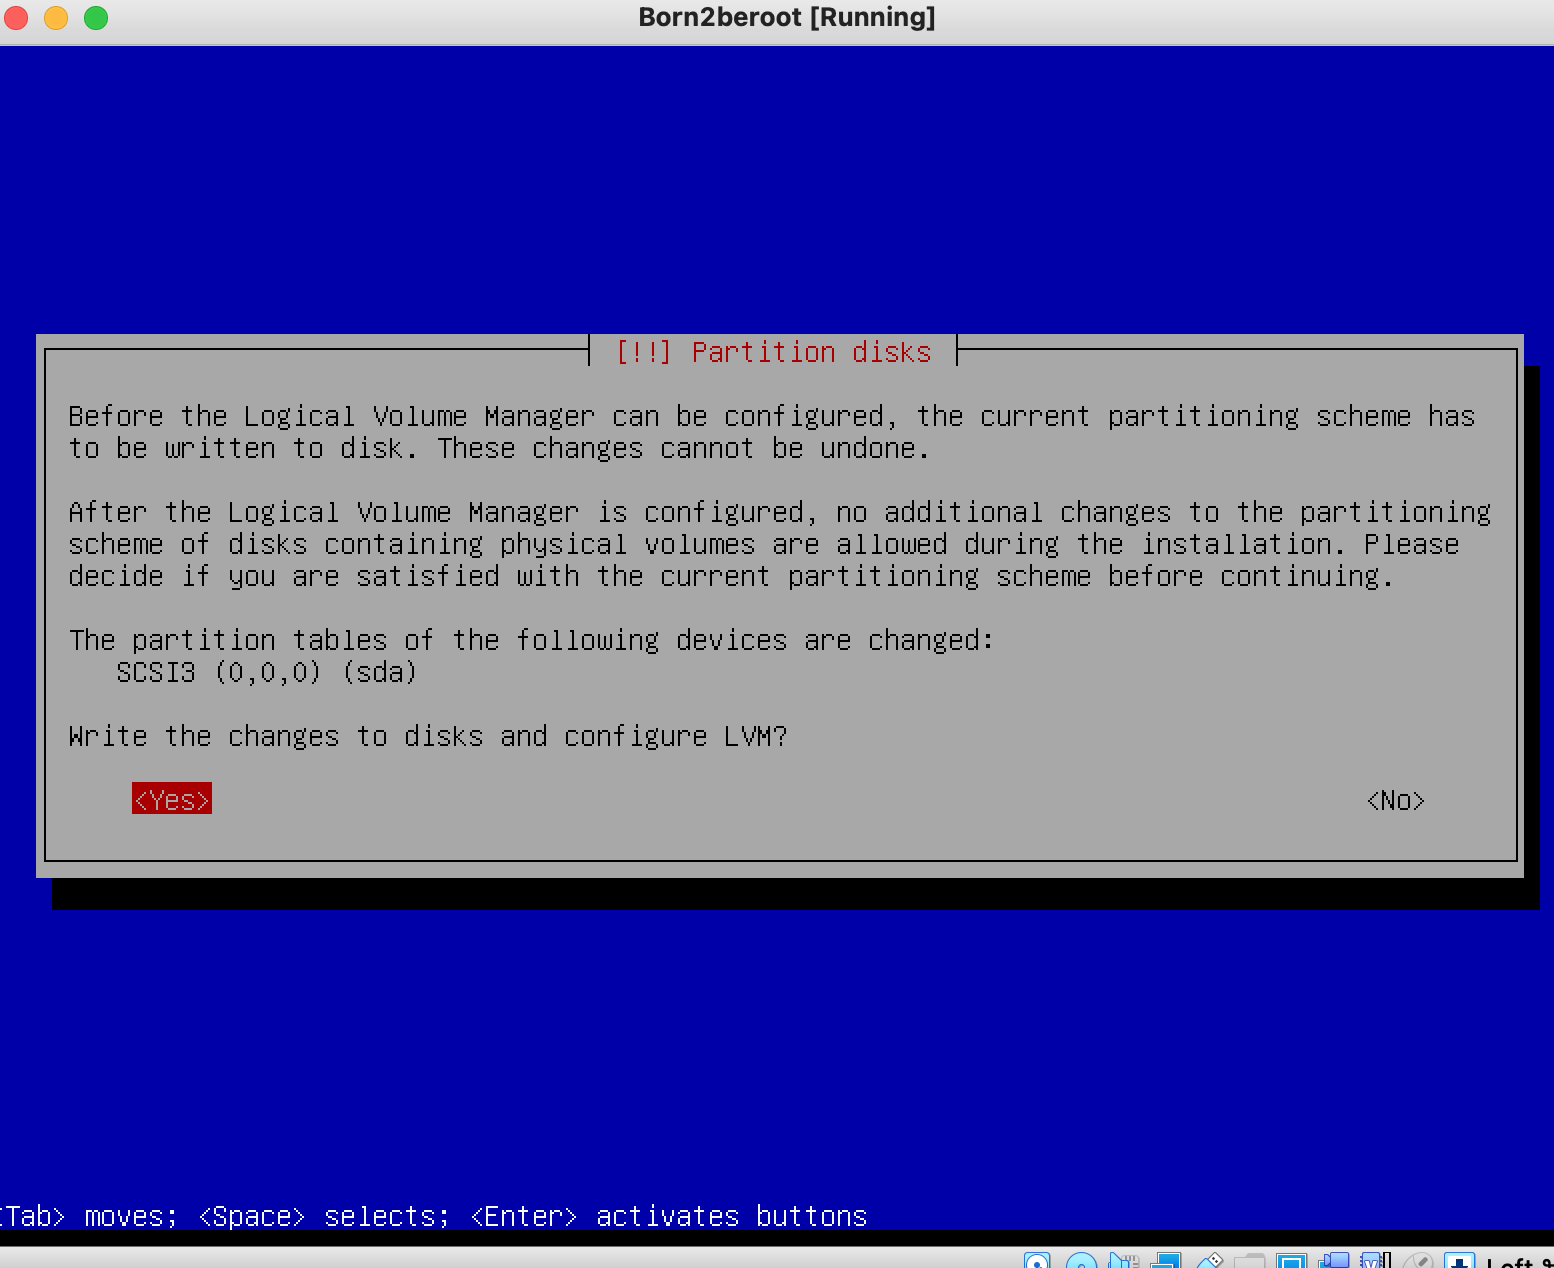 Born2beroot [Running]
[!!] Partition disks
Before the Logical Volume Manager can be configured, the current partitioning scheme has
to be written to disk. These changes cannot be undone.
After the Logical Volume Manager is configured, no additional changes to the partitioning
scheme of disks containing physical volumes are allowed during the installation. Please
decide if you are satisfied with the current partitioning scheme before continuing.
The partition tables of the following devices are changed:
SCSI3 (0,0,0) (sda)
Write the changes to disks and configure LVM?
<Yes> <No>
<Tab> moves; <Space> selects; <Enter> activates buttons
Left ⌘